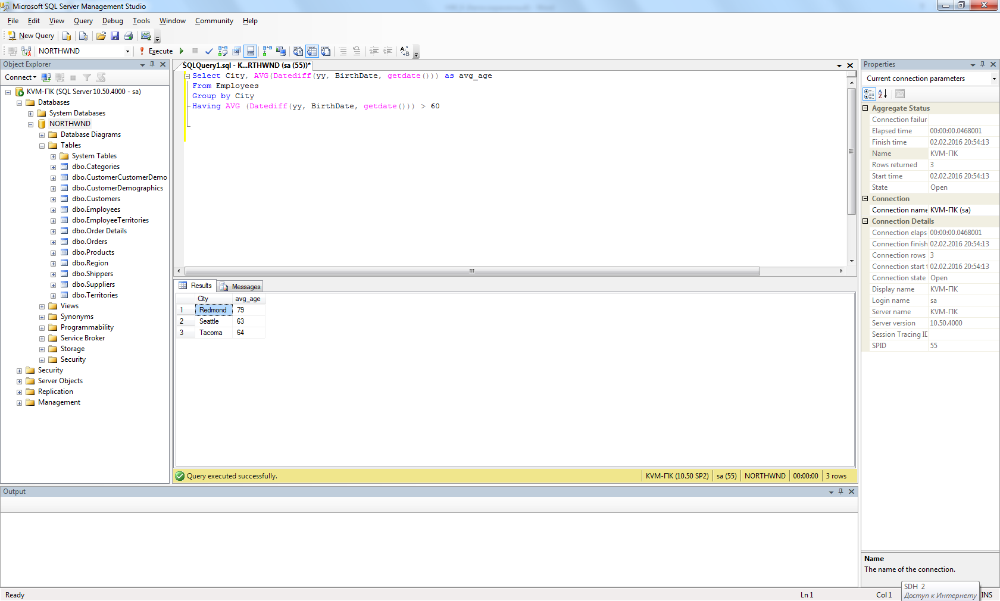 Microsoft SQL Server Management Studio
File Edit View Query Debug Tools Window Community Help
New Query
NORTHWND Execute
Object Explorer
Connect
KVM-ПК (SQL Server 10.50.4000 - sa)
Databases
System Databases
NORTHWND
Database Diagrams
Tables
System Tables
dbo.Categories
dbo.CustomerCustomerDemo
dbo.CustomerDemographics
dbo.Customers
dbo.Employees
dbo.EmployeeTerritories
dbo.Order Details
dbo.Orders
dbo.Products
dbo.Region
dbo.Shippers
dbo.Suppliers
dbo.Territories
Views
Synonyms
Programmability
Service Broker
Storage
Security
Security
Server Objects
Replication
Management
SQLQuery1.sql - K...RTHWND (sa (55))*
Select City, AVG(Datediff(yy, BirthDate, getdate())) as avg_age
From Employees
Group by City
Having AVG (Datediff(yy, BirthDate, getdate())) > 60
Results Messages
City avg_age
1 Redmond 79
2 Seattle 63
3 Tacoma 64
Query executed successfully. KVM-ПК (10.50 SP2) sa (55) NORTHWND 00:00:00 3 rows
Properties
Current connection parameters
Aggregate Status
Connection failur
Elapsed time 00:00:00.0468001
Finish time 02.02.2016 20:54:13
Name KVM-ПК
Rows returned 3
Start time 02.02.2016 20:54:13
State Open
Connection
Connection name KVM-ПК (sa)
Connection Details
Connection elaps 00:00:00.0468001
Connection finish 02.02.2016 20:54:13
Connection rows 3
Connection start t 02.02.2016 20:54:13
Connection state Open
Display name KVM-ПК
Login name sa
Server name KVM-ПК
Server version 10.50.4000
Session Tracing ID
SPID 55
Name
The name of the connection.
Output
Ready Ln 1 Col 1 INS
SDH 2
Доступ к Интернету